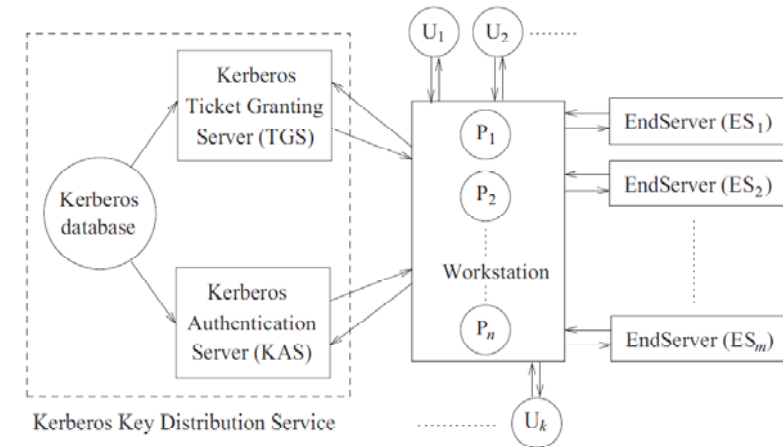 U1
U2
Kerberos
Ticket Granting
Server (TGS)
P1
EndServer (ES1)
P2
EndServer (ES2)
Kerberos
database
Workstation
Kerberos
Authentication
Server (KAS)
Pn
EndServer (ESm)
Kerberos Key Distribution Service
Uk